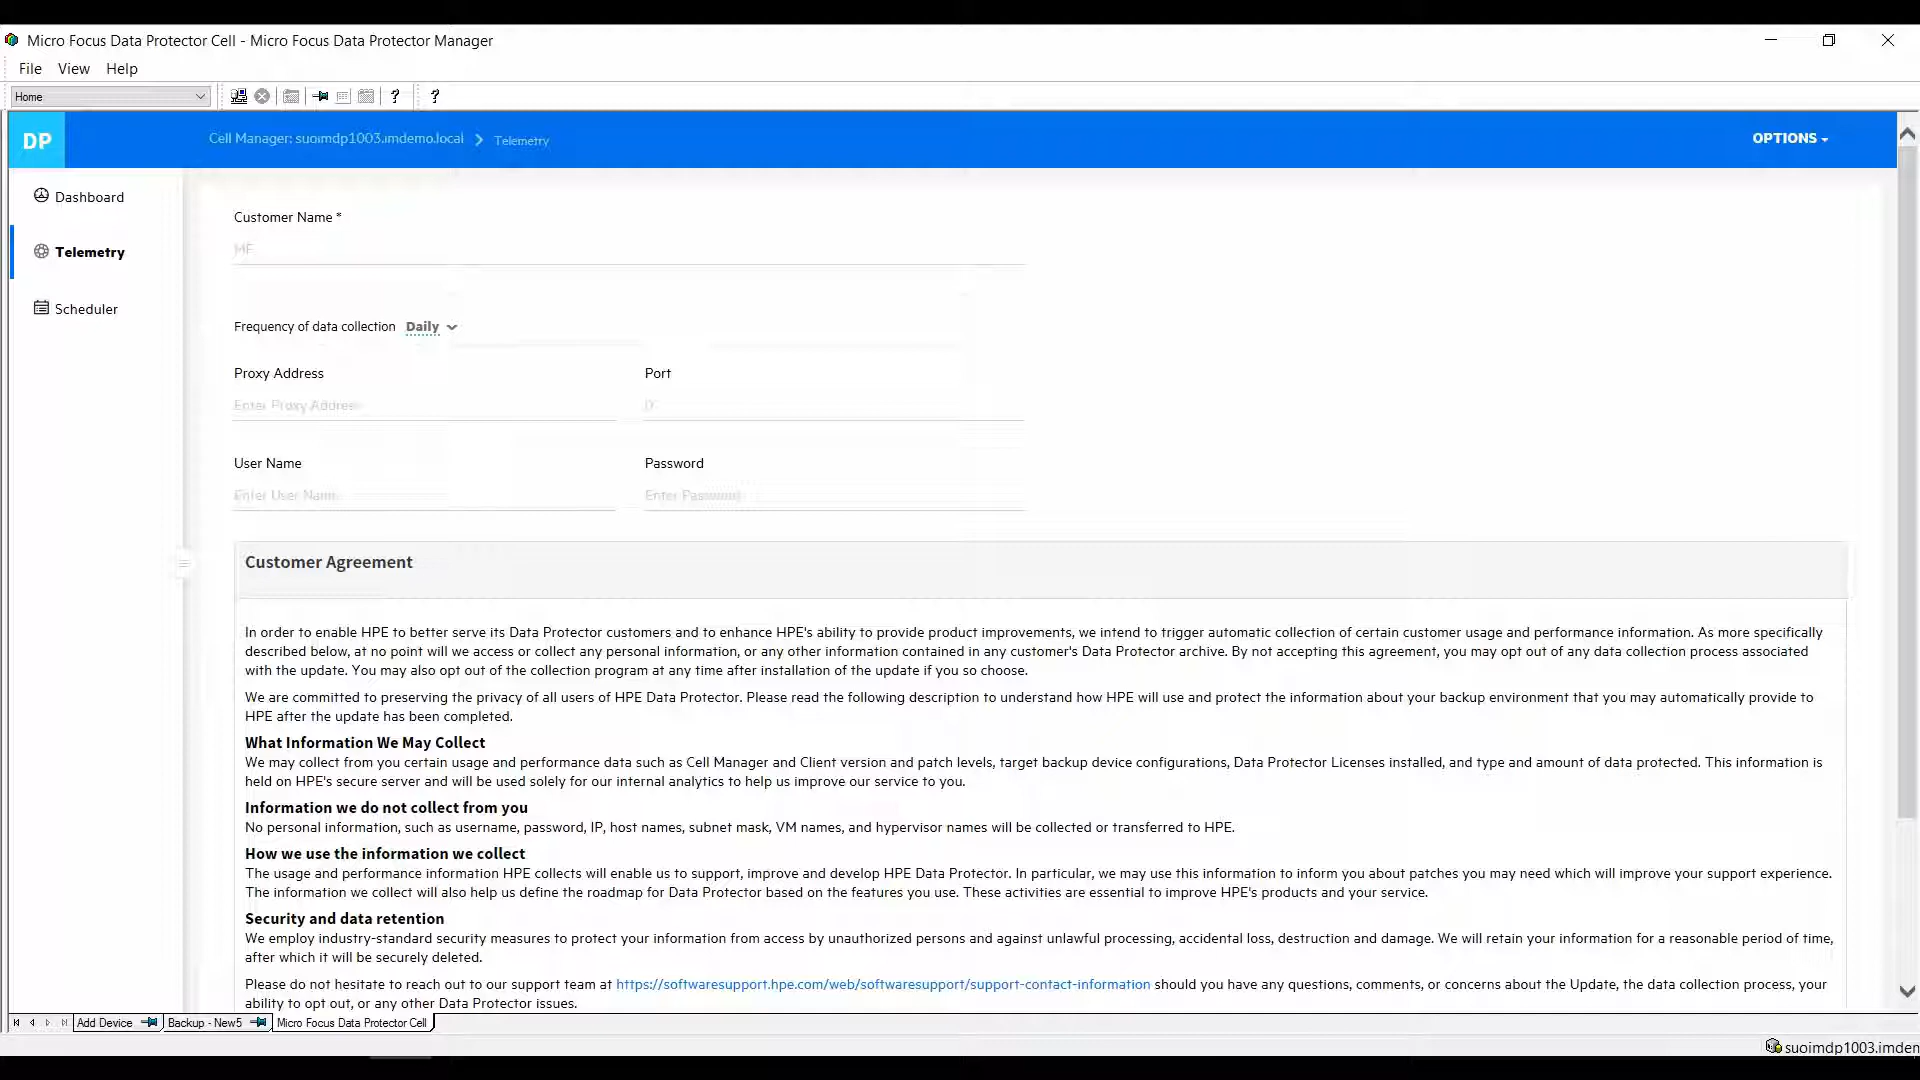 Micro Focus Data Protector Cell - Micro Focus Data Protector Manager
File View Help
Home
? ?
DP
Cell Manager: suoimdp1003.imdemo.local
Telemetry
OPTIONS
Dashboard
Telemetry
Scheduler
Customer Name *
MF
Frequency of data collection Daily
Proxy Address Port
Enter Proxy Address 0
User Name Password
Enter User Name Enter Password
Customer Agreement
In order to enable HPE to better serve its Data Protector customers and to enhance HPE's ability to provide product improvements, we intend to trigger automatic collection of certain customer usage and performance information. As more specifically
described below, at no point will we access or collect any personal information, or any other information contained in any customer's Data Protector archive. By not accepting this agreement, you may opt out of any data collection process associated
with the update. You may also opt out of the collection program at any time after installation of the update if you so choose.
We are committed to preserving the privacy of all users of HPE Data Protector. Please read the following description to understand how HPE will use and protect the information about your backup environment that you may automatically provide to
HPE after the update has been completed.
What Information We May Collect
We may collect from you certain usage and performance data such as Cell Manager and Client version and patch levels, target backup device configurations, Data Protector Licenses installed, and type and amount of data protected. This information is
held on HPE's secure server and will be used solely for our internal analytics to help us improve our service to you.
Information we do not collect from you
No personal information, such as username, password, IP, host names, subnet mask, VM names, and hypervisor names will be collected or transferred to HPE.
How we use the information we collect
The usage and performance information HPE collects will enable us to support, improve and develop HPE Data Protector. In particular, we may use this information to inform you about patches you may need which will improve your support experience.
The information we collect will also help us define the roadmap for Data Protector based on the features you use. These activities are essential to improve HPE's products and your service.
Security and data retention
We employ industry-standard security measures to protect your information from access by unauthorized persons and against unlawful processing, accidental loss, destruction and damage. We will retain your information for a reasonable period of time,
after which it will be securely deleted.
Please do not hesitate to reach out to our support team at https://softwaresupport.hpe.com/web/softwaresupport/support-contact-information should you have any questions, comments, or concerns about the Update, the data collection process, your
ability to opt out, or any other Data Protector issues.
Add Device Backup - New5 Micro Focus Data Protector Cell
suoimdp1003.imden